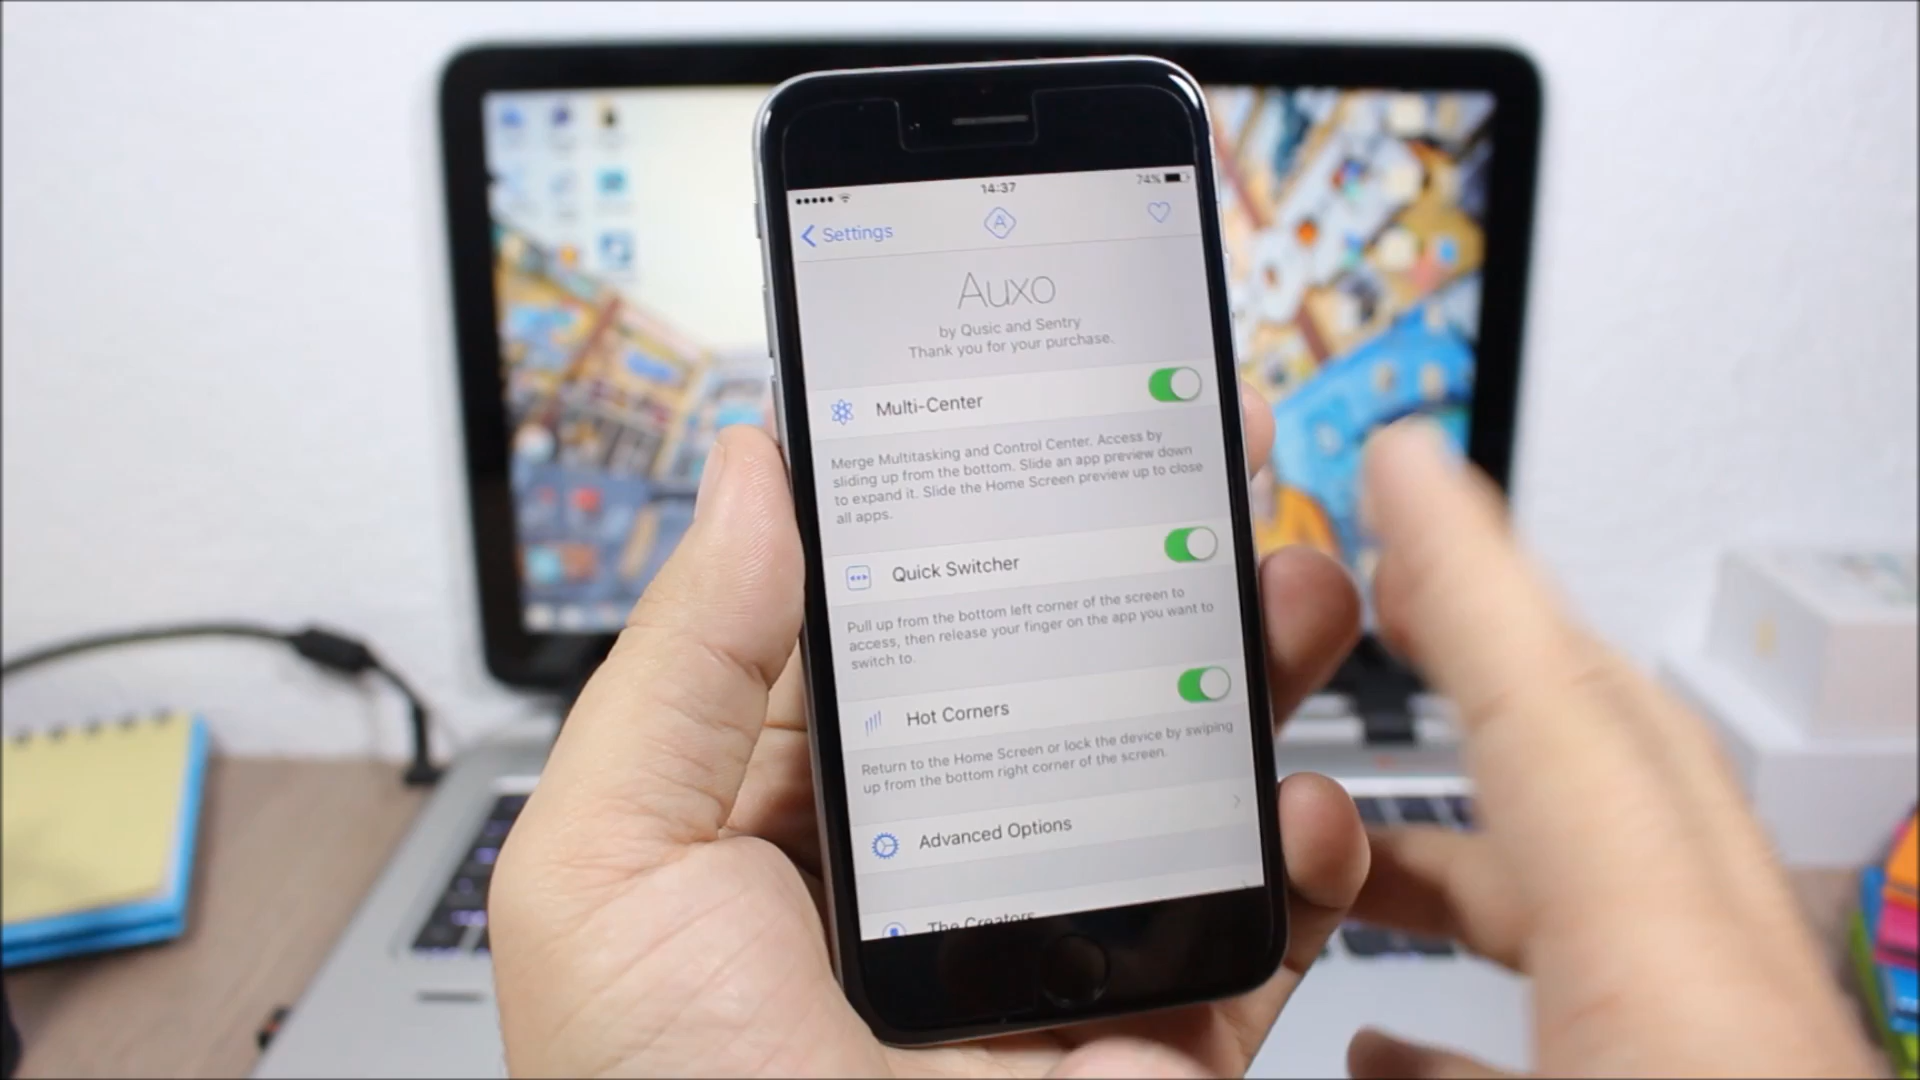 14:37
74%
Settings
A
Auxo
by Qusic and Sentry
Thank you for your purchase.
Multi-Center
Merge Multitasking and Control Center. Access by
sliding up from the bottom. Slide an app preview down
to expand it. Slide the Home Screen preview up to close
all apps.
Quick Switcher
Pull up from the bottom left corner of the screen to
access, then release your finger on the app you want to
switch to.
Hot Corners
Return to the Home Screen or lock the device by swiping
up from the bottom right corner of the screen.
Advanced Options
The Creators